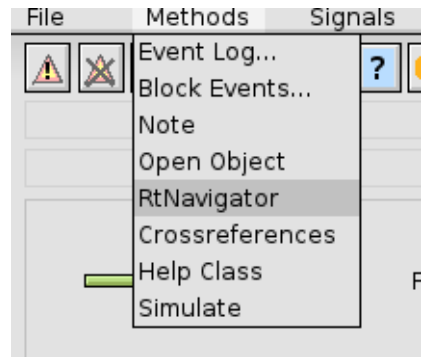 File Methods Signals
Event Log...
?
Block Events...
Note
Open Object
RtNavigator
Crossreferences
Help Class
F
Simulate